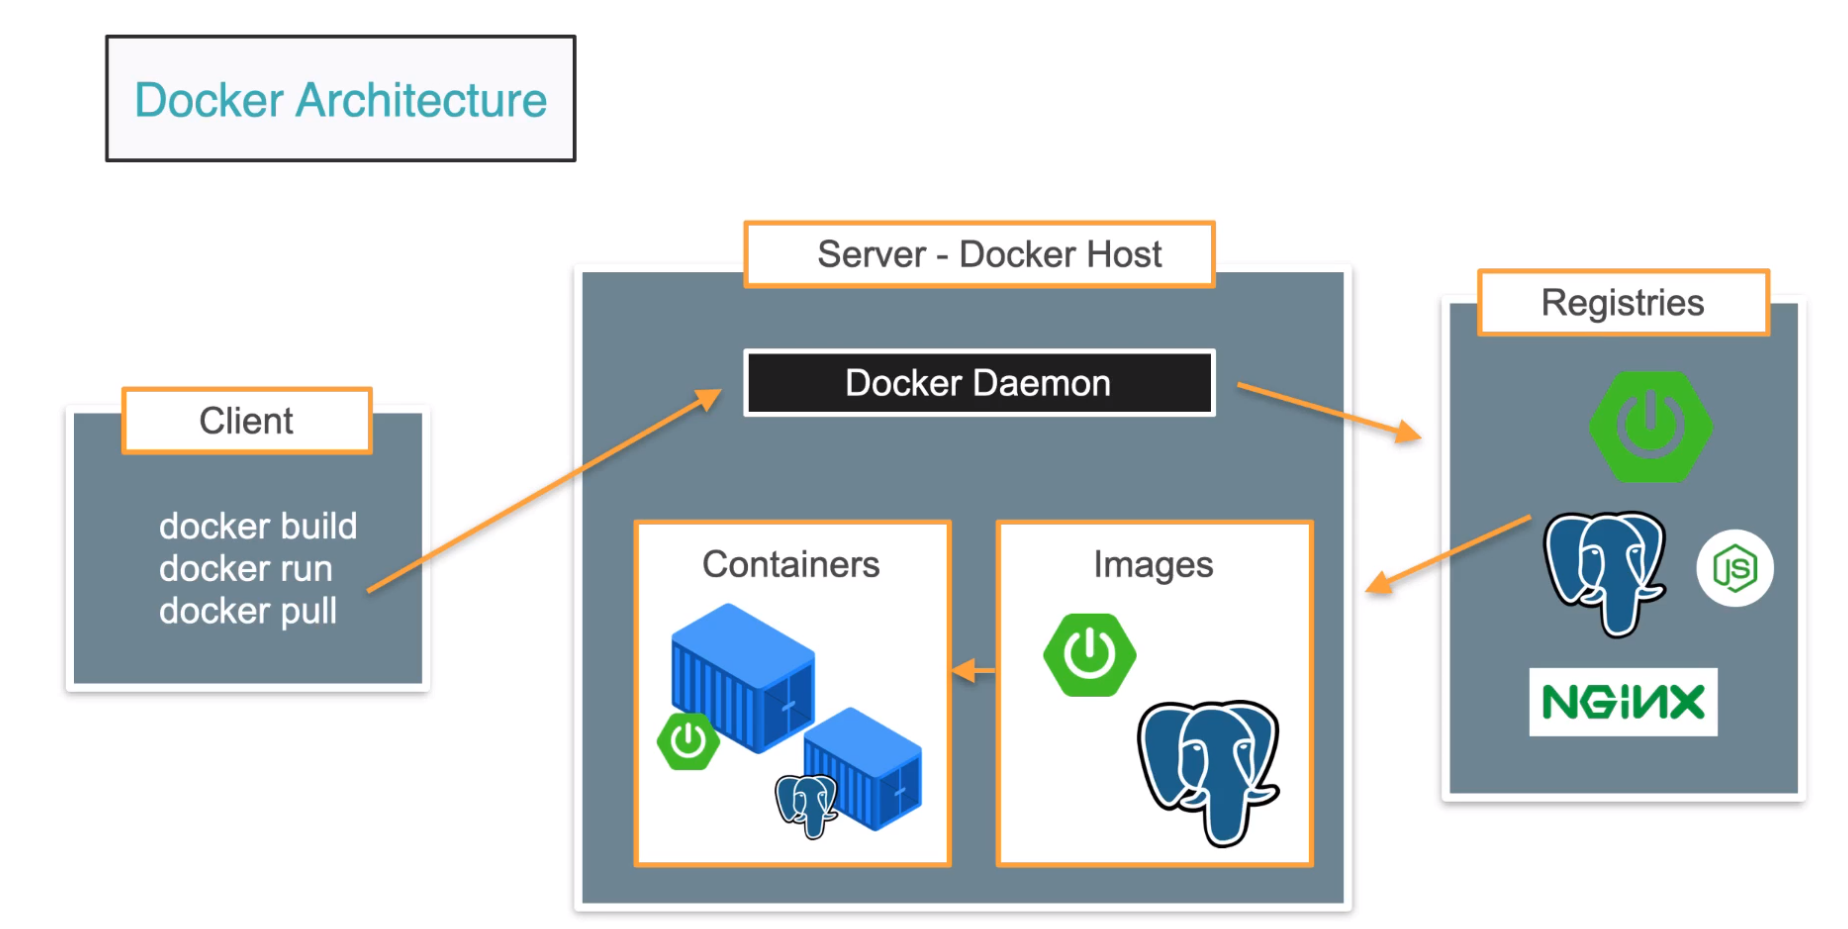 Docker Architecture
Server - Docker Host
Registries
Docker Daemon
Client
docker build
docker run
docker pull
Containers
Images
JS
NGINX